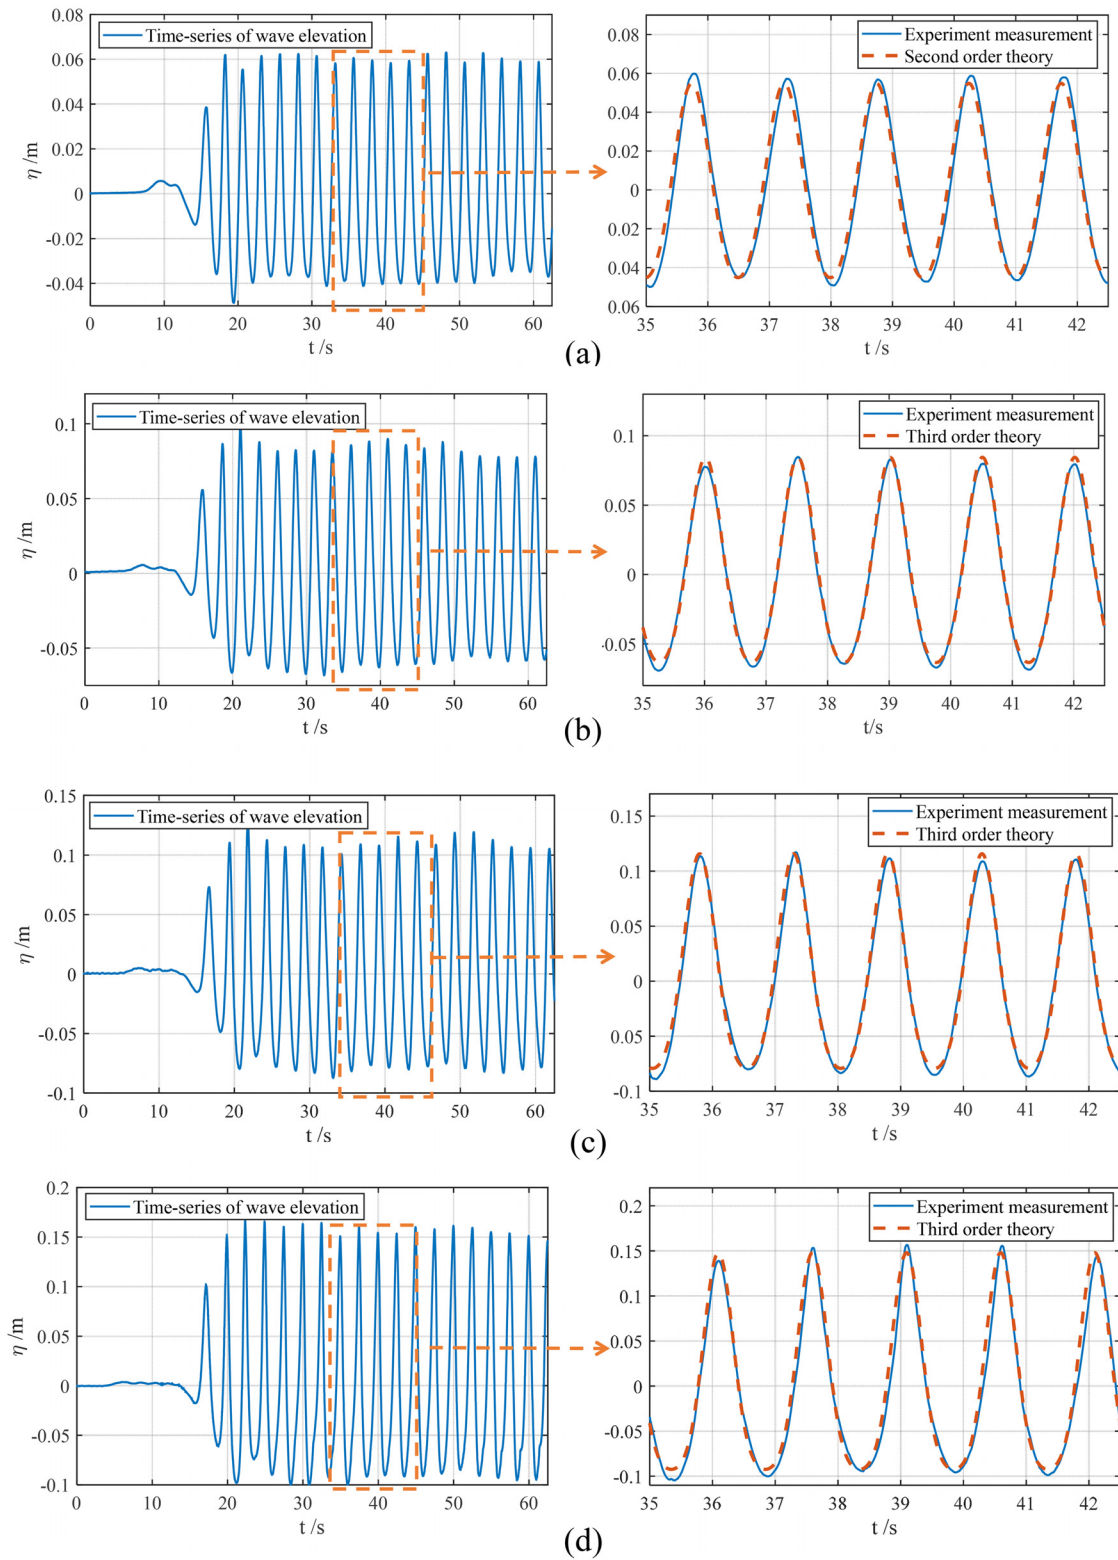 0.08
0.06
0.04
0.02
0
-0.02
-0.04
η /m
Time-series of wave elevation
0 10 20 30 40 50 60
t /s
0.08
0.06
0.04
0.02
0
0.02
0.04
0.06
Experiment measurement
Second order theory
35 36 37 38 39 40 41 42
t /s
(a)
0.1
0.05
0
-0.05
η /m
Time-series of wave elevation
0 10 20 30 40 50 60
t /s
0.1
0.05
0
-0.05
Experiment measurement
Third order theory
35 36 37 38 39 40 41 42
t/s
(b)
0.15
0.1
0.05
0
-0.05
-0.1
η /m
Time-series of wave elevation
0 10 20 30 40 50 60
t /s
0.15
0.1
0.05
0
0.05
-0.1
Experiment measurement
Third order theory
35 36 37 38 39 40 41 42
t /s
(c)
0.2
0.15
0.1
0.05
0
-0.05
-0.1
η /m
Time-series of wave elevation
0 10 20 30 40 50 60
t /s
0.2
0.15
0.1
0.05
0
-0.05
-0.1
Experiment measurement
Third order theory
35 36 37 38 39 40 41 42
t /s
(d)